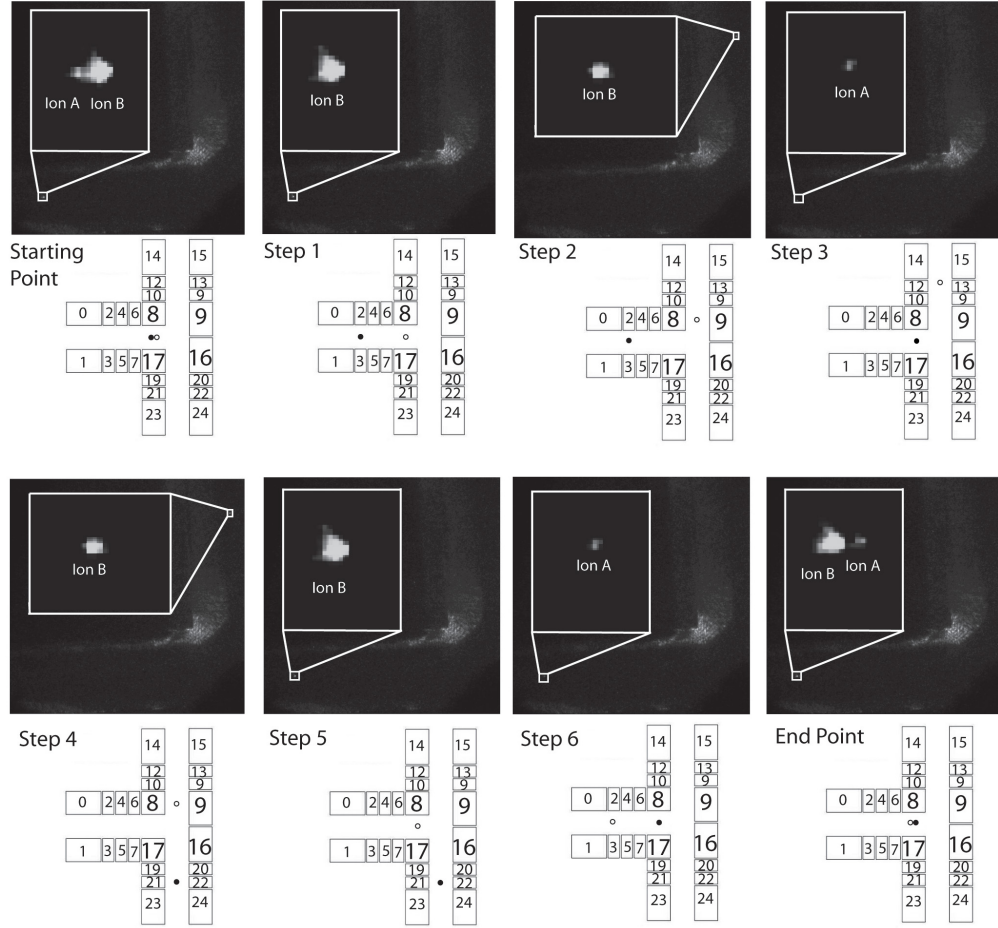 Ion A Ion B
Starting
Point
14 15
12 13
10 9
0 2 4 6 8 9
1 3 5 7 17 16
19 20
21 22
23 24
Ion B
Step 1
14 15
12 13
10 9
0 2 4 6 8 9
1 3 5 7 17 16
19 20
21 22
23 24
Ion B
Step 2
14 15
12 13
10 9
0 2 4 6 8 9
1 3 5 7 17 16
19 20
21 22
23 24
Ion A
Step 3
14 15
12 13
10 9
0 2 4 6 8 9
1 3 5 7 17 16
19 20
21 22
23 24
Ion B
Step 4
14 15
12 13
10 9
0 2 4 6 8 9
1 3 5 7 17 16
19 20
21 22
23 24
Ion B
Step 5
14 15
12 13
10 9
0 2 4 6 8 9
1 3 5 7 17 16
19 20
21 22
23 24
Ion A
Step 6
14 15
12 13
10 9
0 2 4 6 8 9
1 3 5 7 17 16
19 20
21 22
23 24
Ion B Ion A
End Point
14 15
12 13
10 9
0 2 4 6 8 9
1 3 5 7 17 16
19 20
21 22
23 24